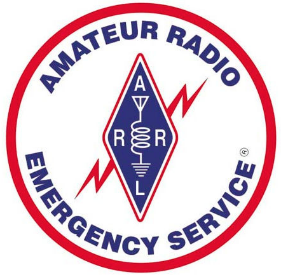 AMATEUR RADIO
A
R R
L
EMERGENCY SERVICE®